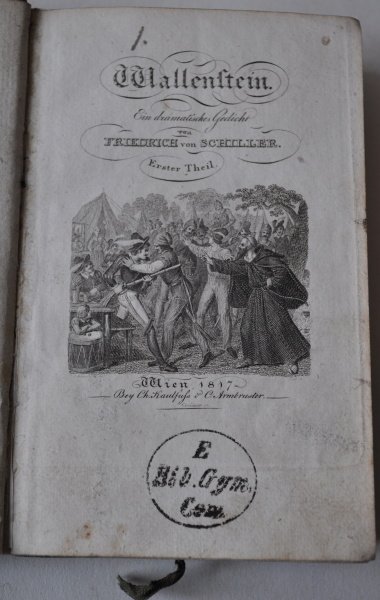 1.
Wallenstein.
Ein dramatisches Gedicht
von
FRIEDRICH von SCHILLER.
Erster Theil.
Wien 1817.
Bey Ch. Kaulfuss & C. Armbruster.
E
Bib. Gym.
Com.